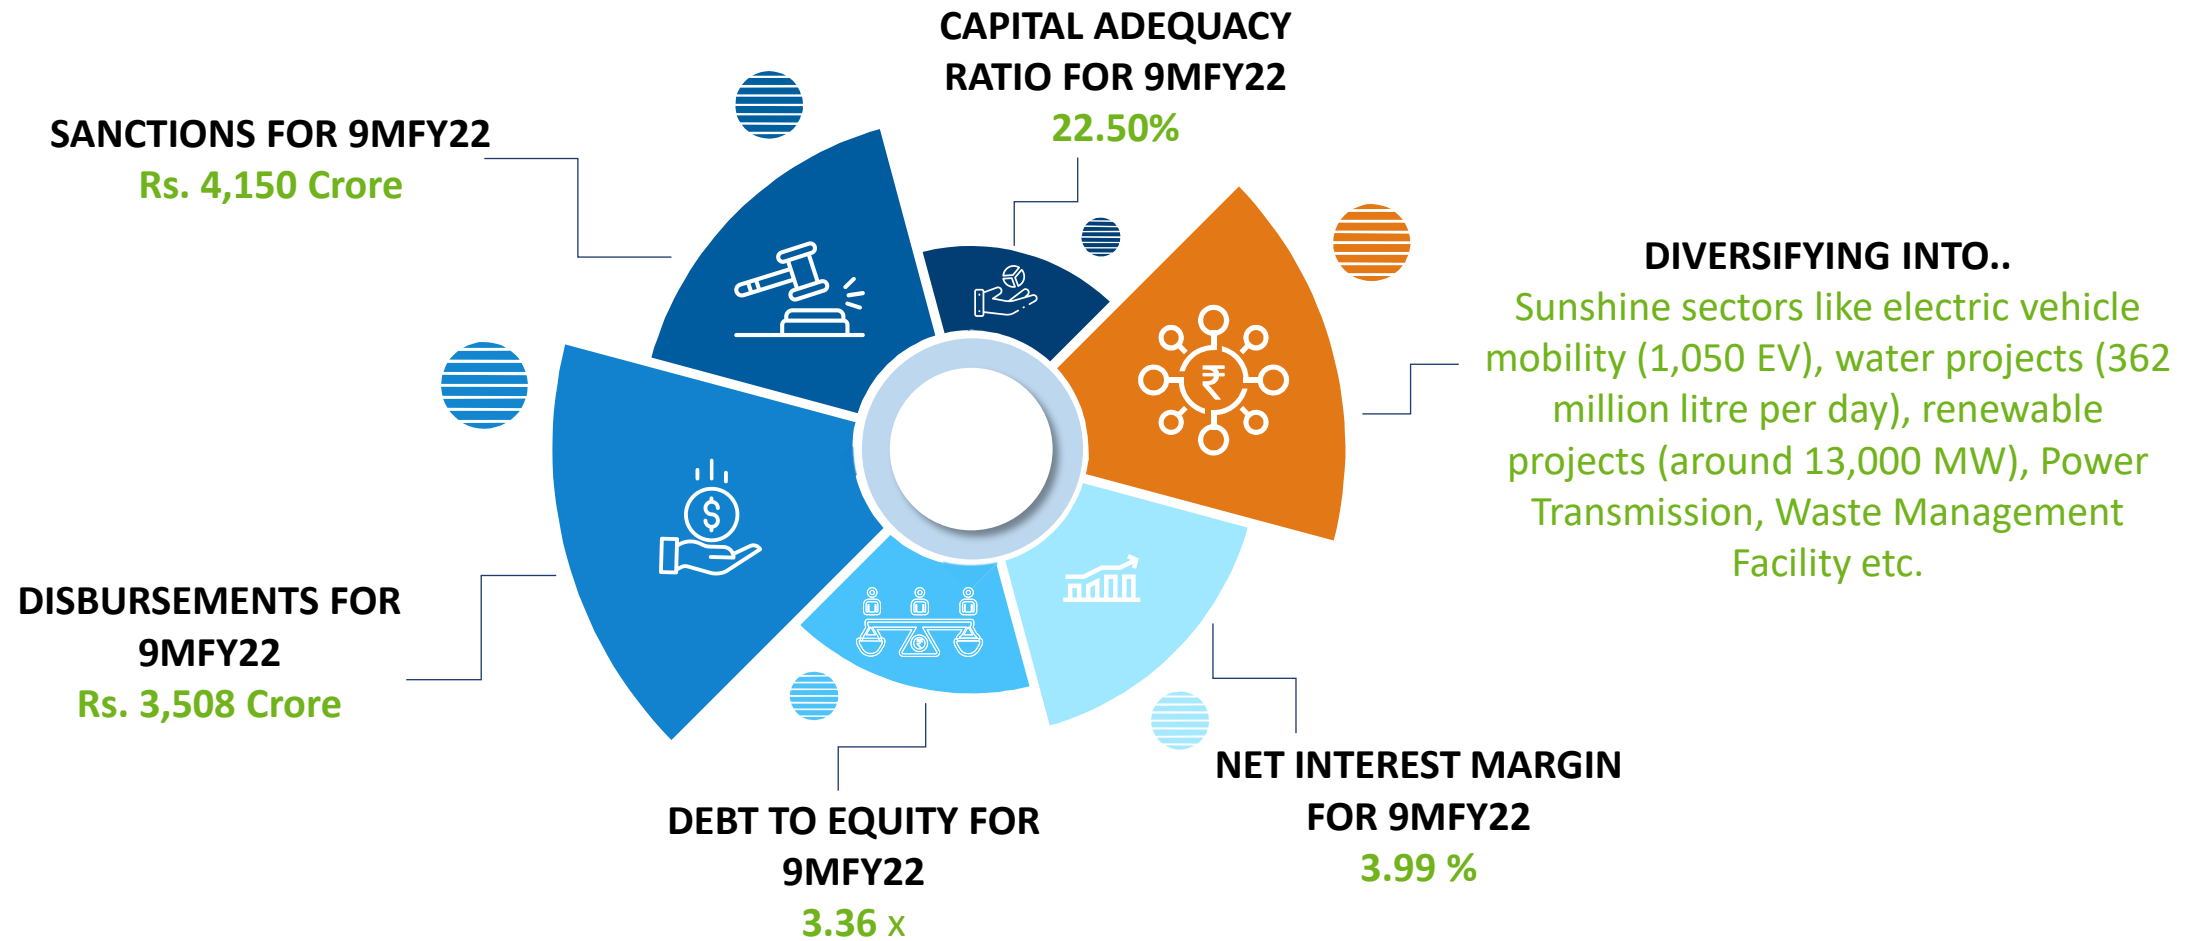 CAPITAL ADEQUACY
RATIO FOR 9MFY22
22.50%
SANCTIONS FOR 9MFY22
Rs. 4,150 Crore
DIVERSIFYING INTO..
Sunshine sectors like electric vehicle
mobility (1,050 EV), water projects (362
million litre per day), renewable
projects (around 13,000 MW), Power
Transmission, Waste Management
Facility etc.
₹
$
₹
DISBURSEMENTS FOR
9MFY22
Rs. 3,508 Crore
DEBT TO EQUITY FOR
9MFY22
3.36 x
NET INTEREST MARGIN
FOR 9MFY22
3.99 %